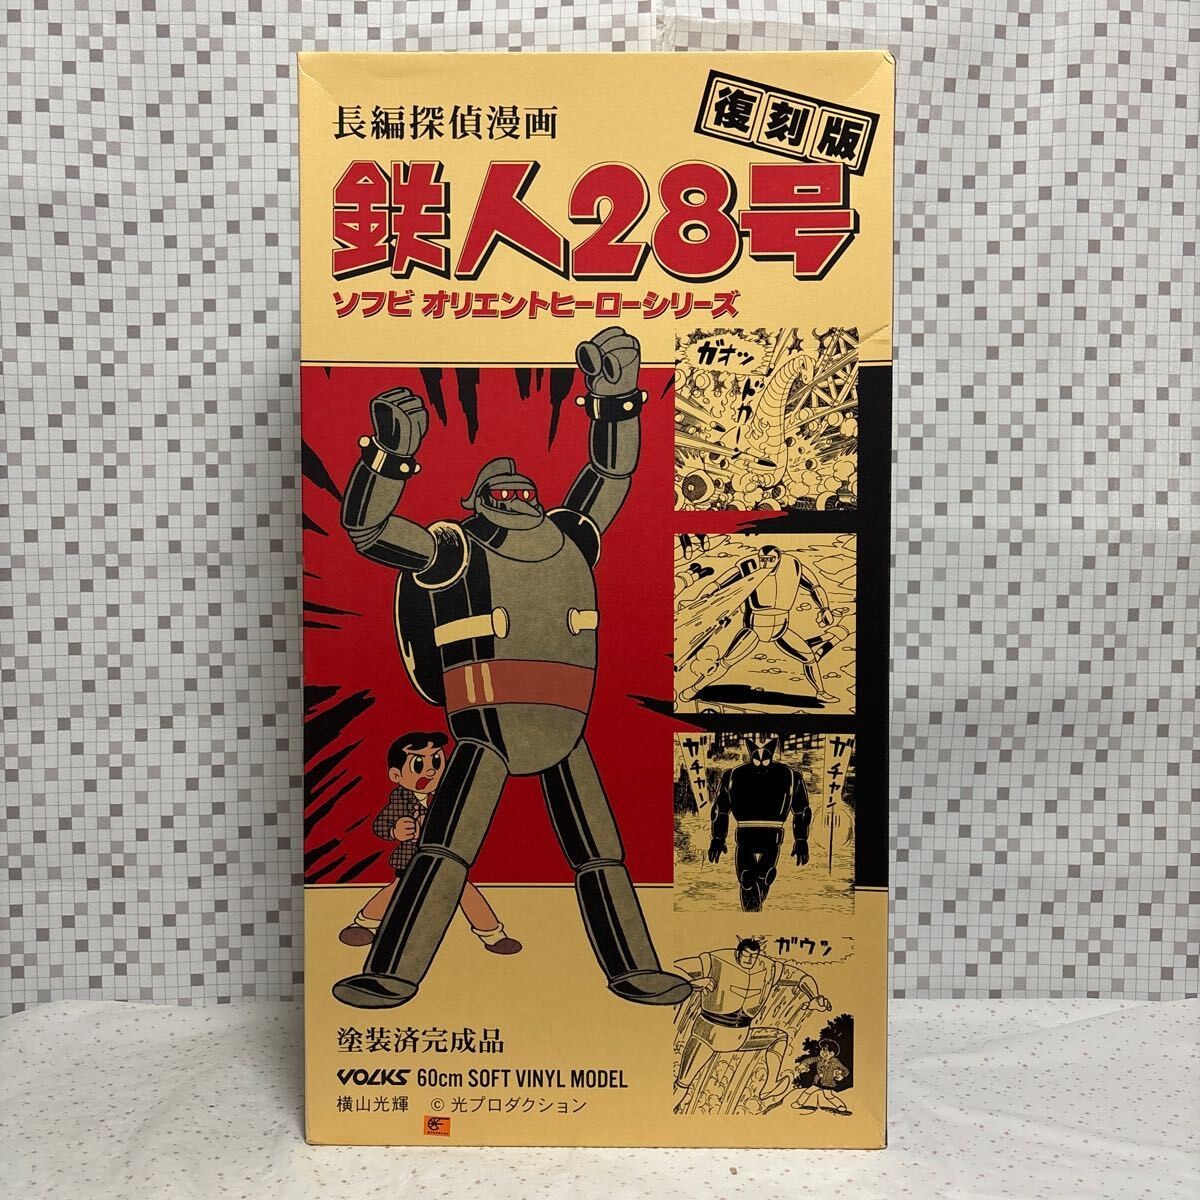 長編探偵漫画
復刻版
鉄人28号
ソフビ オリエントヒーローシリーズ
ガオッ
ドカーン
ガチャン
ガチャン
ガウッ
塗装済完成品
VOLKS 60cm SOFT VINYL MODEL
横山光輝 © 光プロダクション